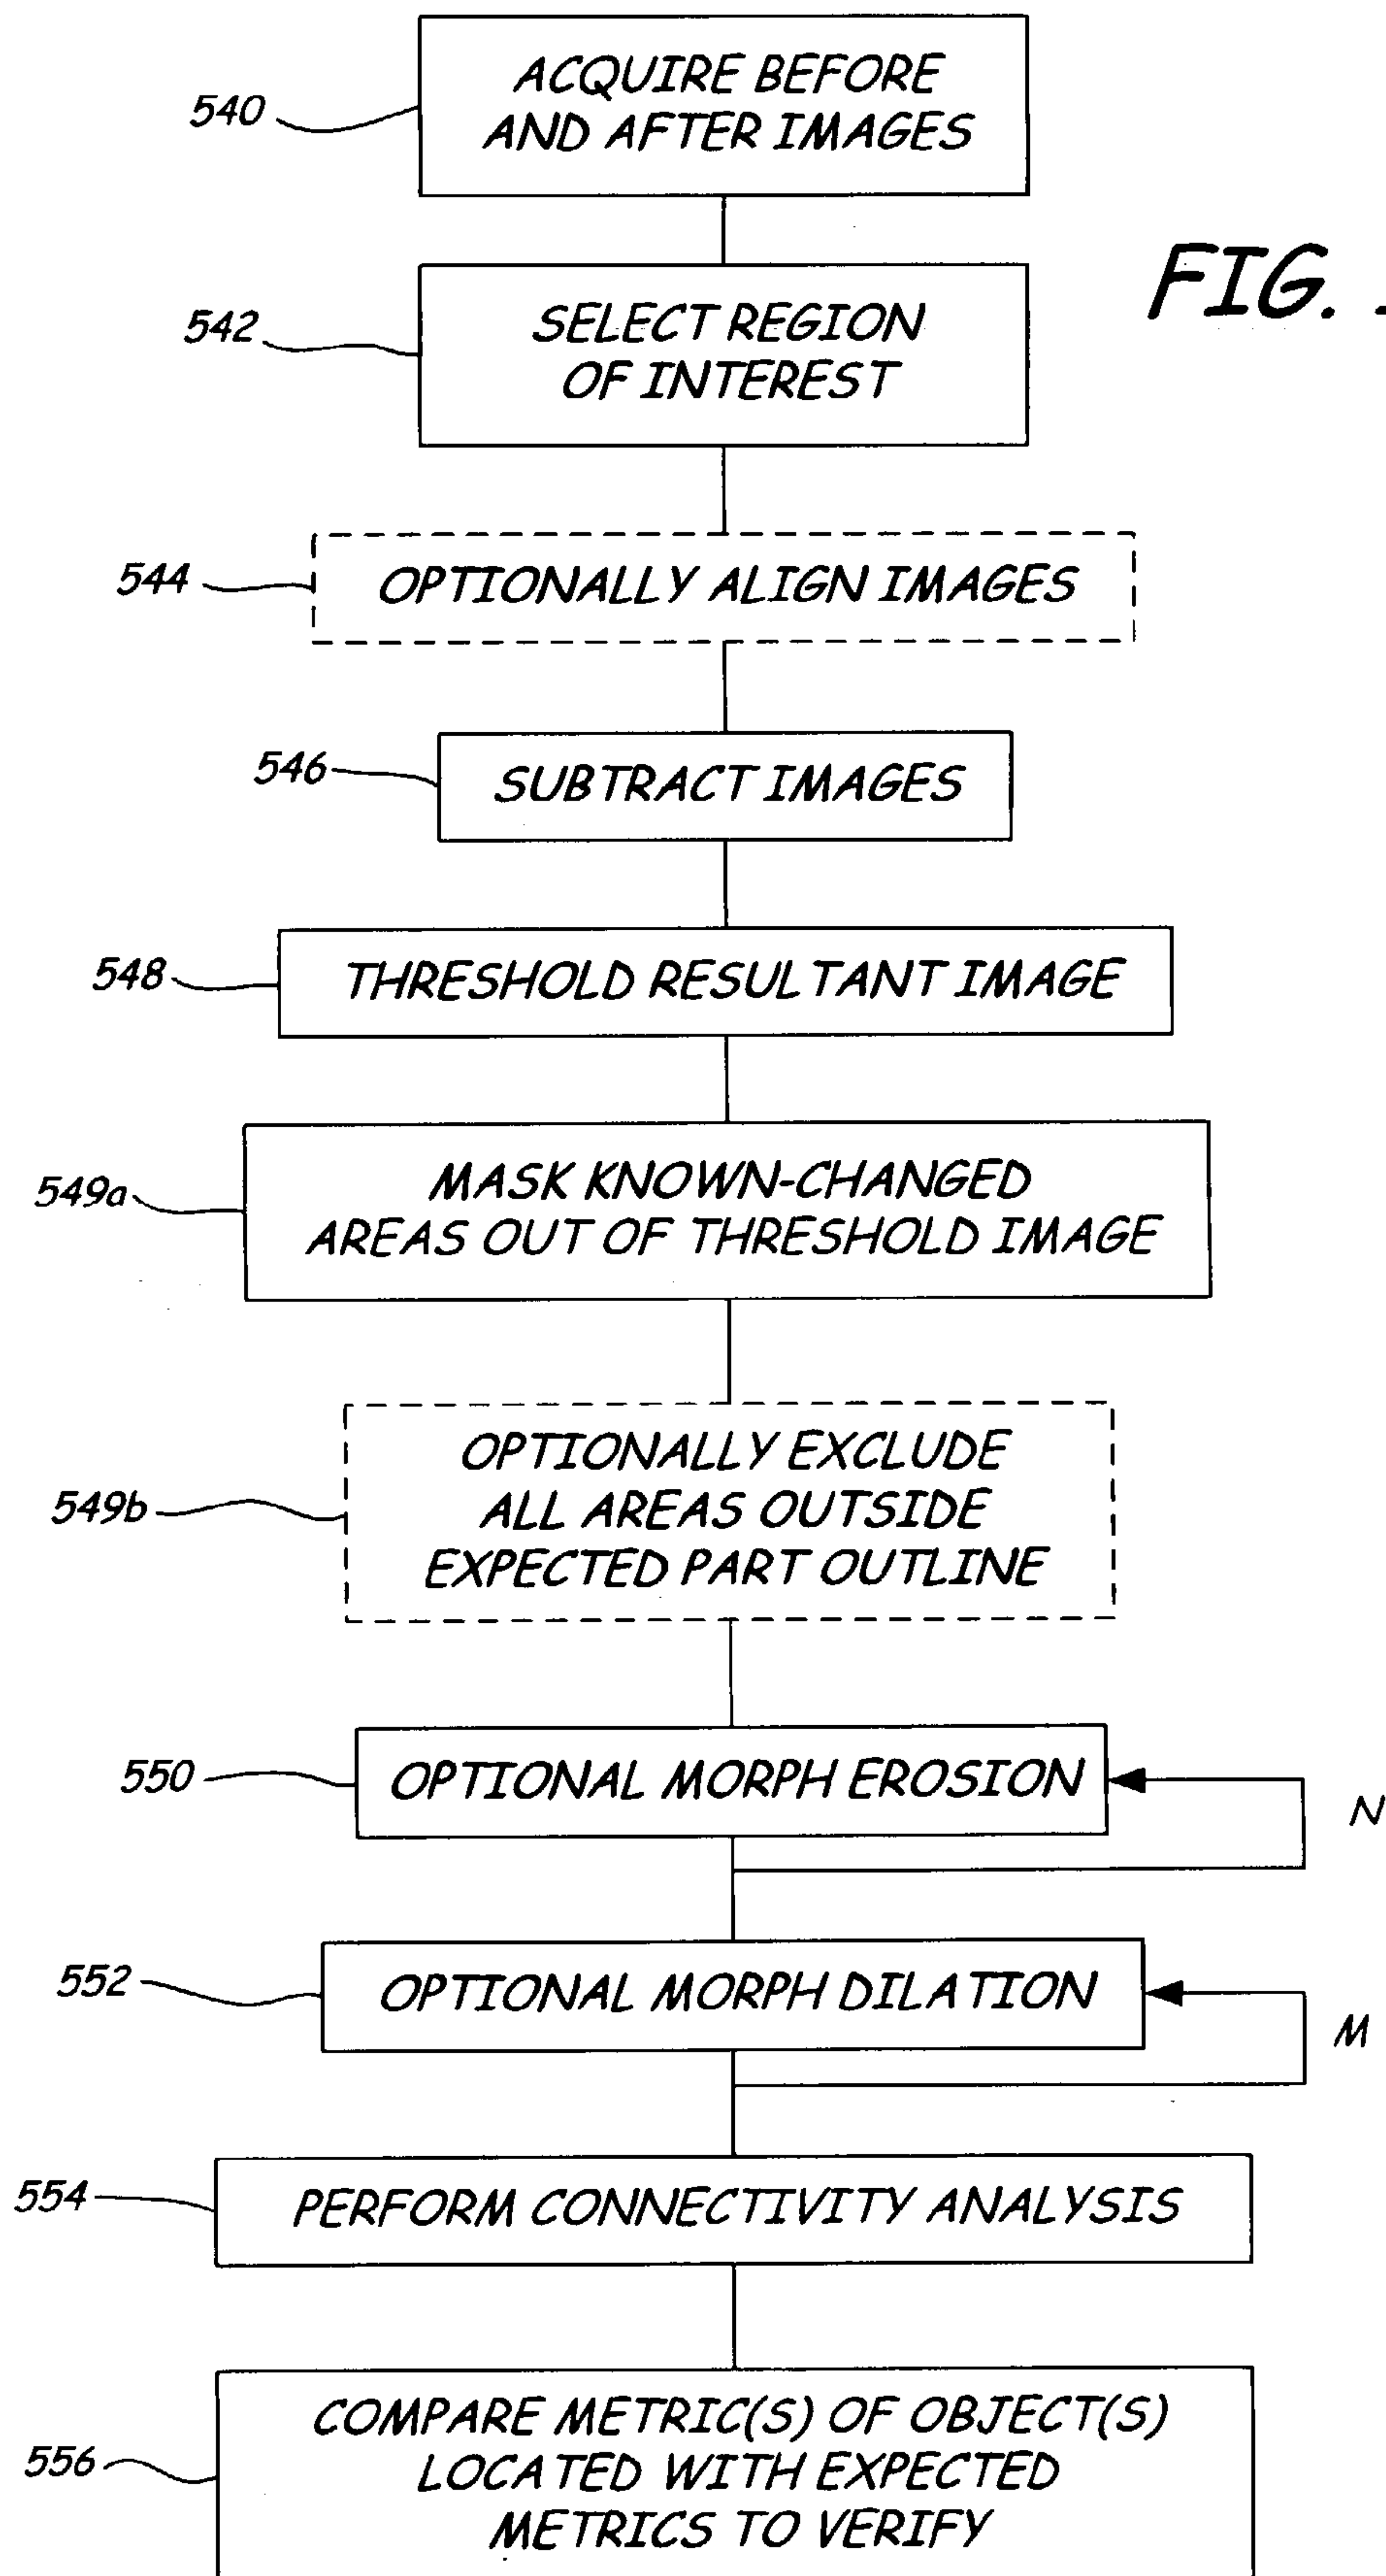 540
ACQUIRE BEFORE
AND AFTER IMAGES
FIG.
542
SELECT REGION
OF INTEREST
544
OPTIONALLY ALIGN IMAGES
546
SUBTRACT IMAGES
548
THRESHOLD RESULTANT IMAGE
549a
MASK KNOWN-CHANGED
AREAS OUT OF THRESHOLD IMAGE
549b
OPTIONALLY EXCLUDE
ALL AREAS OUTSIDE
EXPECTED PART OUTLINE
550
OPTIONAL MORPH EROSION
N
552
OPTIONAL MORPH DILATION
M
554
PERFORM CONNECTIVITY ANALYSIS
556
COMPARE METRIC(S) OF OBJECT(S)
LOCATED WITH EXPECTED
METRICS TO VERIFY